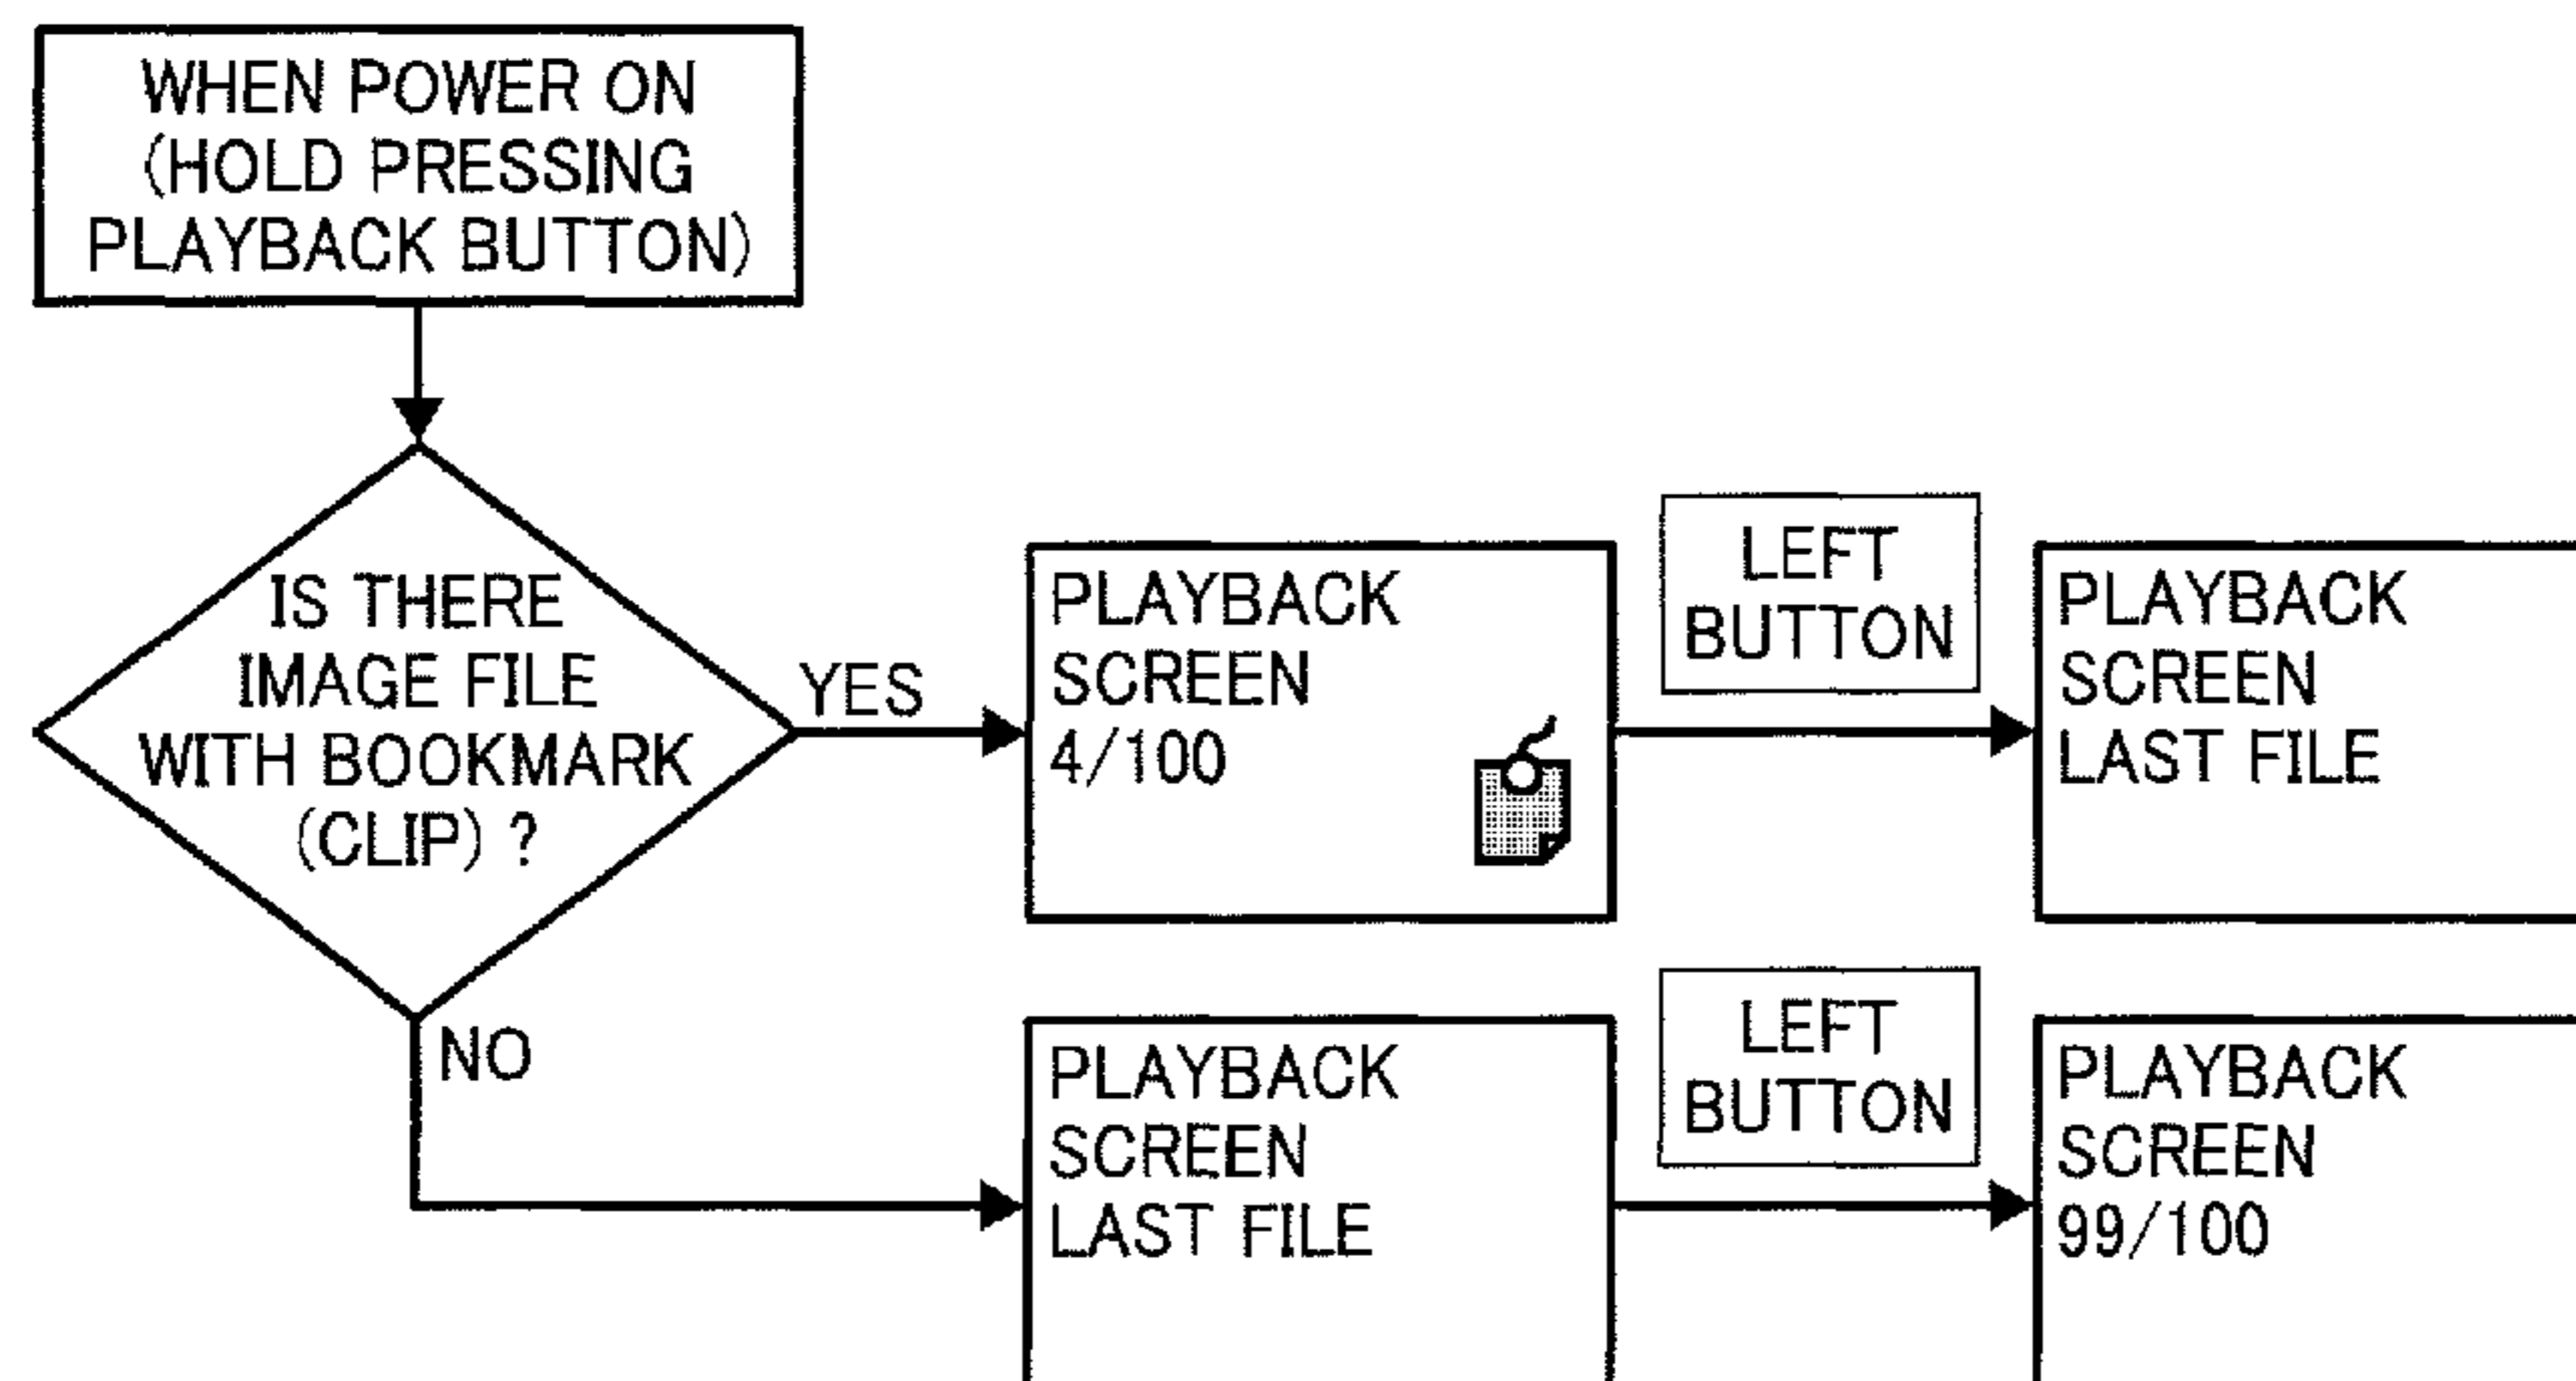 WHEN POWER ON
(HOLD PRESSING
PLAYBACK BUTTON)
IS THERE
IMAGE FILE
WITH BOOKMARK
(CLIP) ?
YES
PLAYBACK
SCREEN
4/100
LEFT
BUTTON
PLAYBACK
SCREEN
LAST FILE
NO
PLAYBACK
SCREEN
LAST FILE
LEFT
BUTTON
PLAYBACK
SCREEN
99/100